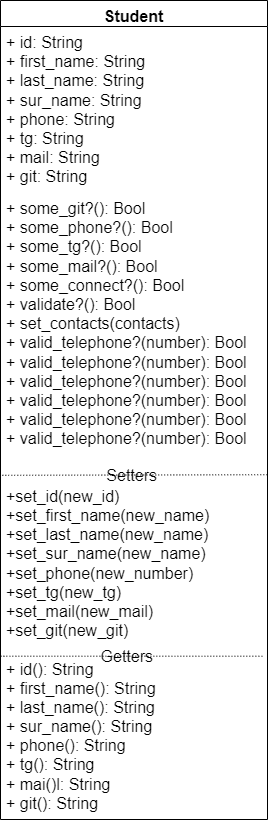 Student
+ id: String
+ first_name: String
+ last_name: String
+ sur_name: String
+ phone: String
+ tg: String
+ mail: String
+ git: String
+ some_git?(): Bool
+ some_phone?(): Bool
+ some_tg?(): Bool
+ some_mail?(): Bool
+ some_connect?(): Bool
+ validate?(): Bool
+ set_contacts(contacts)
+ valid_telephone?(number): Bool
+ valid_telephone?(number): Bool
+ valid_telephone?(number): Bool
+ valid_telephone?(number): Bool
+ valid_telephone?(number): Bool
+ valid_telephone?(number): Bool
Setters
+set_id(new_id)
+set_first_name(new_name)
+set_last_name(new_name)
+set_sur_name(new_name)
+set_phone(new_number)
+set_tg(new_tg)
+set_mail(new_mail)
+set_git(new_git)
Getters
+ id(): String
+ first_name(): String
+ last_name(): String
+ sur_name(): String
+ phone(): String
+ tg(): String
+ mai()l: String
+ git(): String